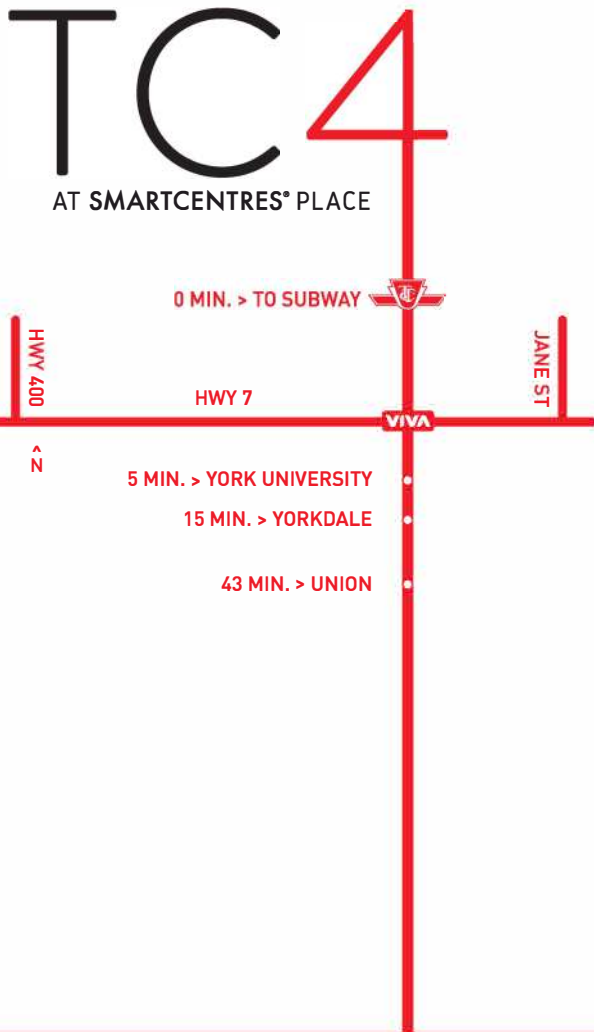 TC4
AT SMARTCENTRES® PLACE
0 MIN. > TO SUBWAY
TTC
HWY 400
JANE ST
HWY 7
VIVA
^
N
5 MIN. > YORK UNIVERSITY
15 MIN. > YORKDALE
43 MIN. > UNION